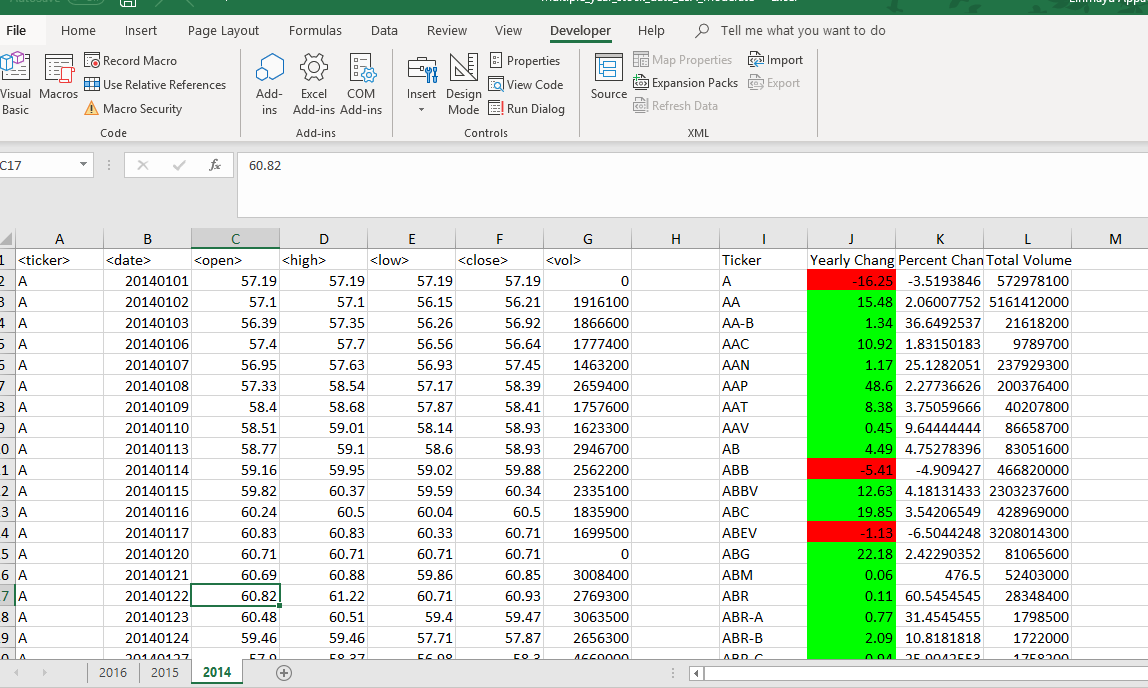 File Home Insert Page Layout Formulas Data Review View Developer Help Tell me what you want to do
Visual Basic
Macros
Record Macro
Use Relative References
Macro Security
Code
Add-ins
Excel Add-ins
COM Add-ins
Add-ins
Insert
Design Mode
Properties
View Code
Run Dialog
Controls
Source
Map Properties
Expansion Packs
Refresh Data
Import
Export
XML
C17 fx 60.82
A B C D E F G H I J K L M
1 <ticker> <date> <open> <high> <low> <close> <vol> Ticker Yearly Chang Percent Chan Total Volume
2 A 20140101 57.19 57.19 57.19 57.19 0 A -16.25 -3.5193846 572978100
3 A 20140102 57.1 57.1 56.15 56.21 1916100 AA 15.48 2.06007752 5161412000
4 A 20140103 56.39 57.35 56.26 56.92 1866600 AA-B 1.34 36.6492537 21618200
5 A 20140106 57.4 57.7 56.56 56.64 1777400 AAC 10.92 1.83150183 9789700
6 A 20140107 56.95 57.63 56.93 57.45 1463200 AAN 1.17 25.1282051 237929300
7 A 20140108 57.33 58.54 57.17 58.39 2659400 AAP 48.6 2.27736626 200376400
8 A 20140109 58.4 58.68 57.87 58.41 1757600 AAT 8.38 3.75059666 40207800
9 A 20140110 58.51 59.01 58.14 58.93 1623300 AAV 0.45 9.64444444 86658700
0 A 20140113 58.77 59.1 58.6 58.93 2946700 AB 4.49 4.75278396 83051600
1 A 20140114 59.16 59.95 59.02 59.88 2562200 ABB -5.41 -4.909427 466820000
2 A 20140115 59.82 60.37 59.59 60.34 2335100 ABBV 12.63 4.18131433 2303237600
3 A 20140116 60.24 60.5 60.04 60.5 1835900 ABC 19.85 3.54206549 428969000
4 A 20140117 60.83 60.83 60.33 60.71 1699500 ABEV -1.13 -6.5044248 3208014300
5 A 20140120 60.71 60.71 60.71 60.71 0 ABG 22.18 2.42290352 81065600
6 A 20140121 60.69 60.88 59.86 60.85 3008400 ABM 0.06 476.5 52403000
7 A 20140122 60.82 61.22 60.71 60.93 2769300 ABR 0.11 60.5454545 28348400
8 A 20140123 60.48 60.51 59.4 59.47 3063500 ABR-A 0.77 31.4545455 1798500
9 A 20140124 59.46 59.46 57.71 57.87 2656300 ABR-B 2.09 10.8181818 1722000
2016 2015 2014